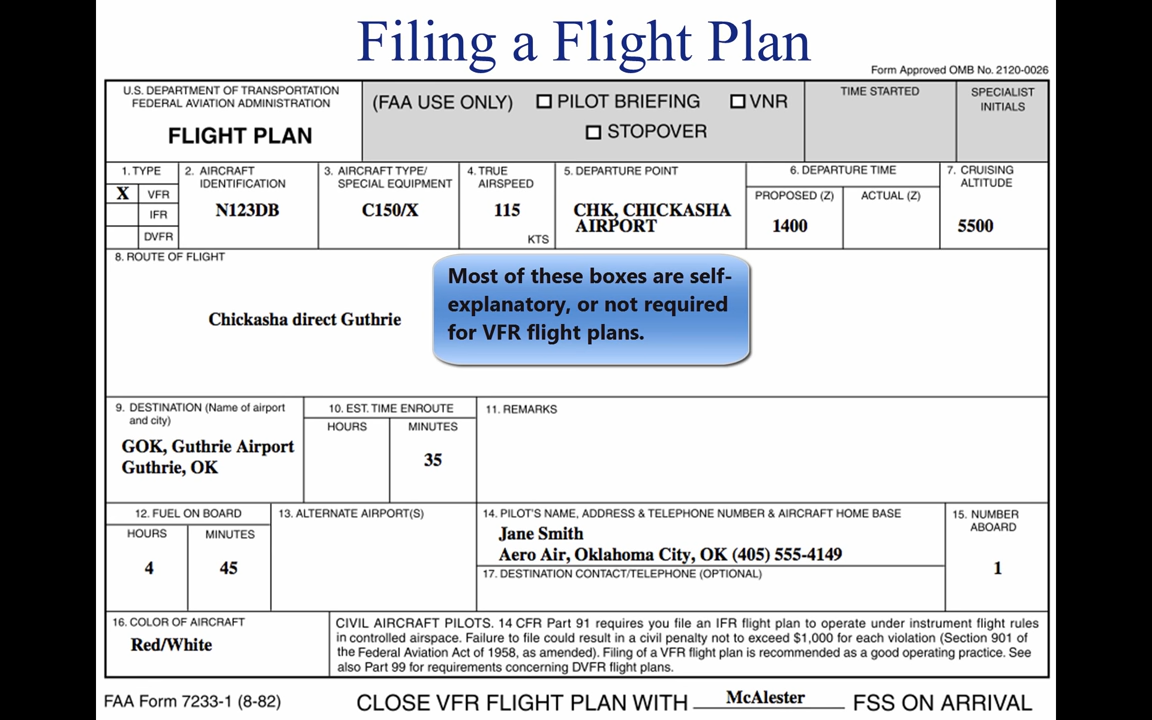 Filing a Flight Plan
Form Approved OMB No. 2120-0026
U.S. DEPARTMENT OF TRANSPORTATION
FEDERAL AVIATION ADMINISTRATION
FLIGHT PLAN
(FAA USE ONLY) PILOT BRIEFING VNR
STOPOVER
TIME STARTED
SPECIALIST
INITIALS
1. TYPE
X VFR
IFR
DVFR
2. AIRCRAFT
IDENTIFICATION
N123DB
3. AIRCRAFT TYPE/
SPECIAL EQUIPMENT
C150/X
4. TRUE
AIRSPEED
115
KTS
5. DEPARTURE POINT
CHK, CHICKASHA
AIRPORT
6. DEPARTURE TIME
PROPOSED (Z)
1400
ACTUAL (Z)
7. CRUISING
ALTITUDE
5500
8. ROUTE OF FLIGHT
Chickasha direct Guthrie
Most of these boxes are self-
explanatory, or not required
for VFR flight plans.
9. DESTINATION (Name of airport
and city)
GOK, Guthrie Airport
Guthrie, OK
10. EST. TIME ENROUTE
HOURS
MINUTES
35
11. REMARKS
12. FUEL ON BOARD
HOURS
4
MINUTES
45
13. ALTERNATE AIRPORT(S)
14. PILOT'S NAME, ADDRESS & TELEPHONE NUMBER & AIRCRAFT HOME BASE
Jane Smith
Aero Air, Oklahoma City, OK (405) 555-4149
17. DESTINATION CONTACT/TELEPHONE (OPTIONAL)
15. NUMBER
ABOARD
1
16. COLOR OF AIRCRAFT
Red/White
CIVIL AIRCRAFT PILOTS. 14 CFR Part 91 requires you file an IFR flight plan to operate under instrument flight rules
in controlled airspace. Failure to file could result in a civil penalty not to exceed $1,000 for each violation (Section 901 of
the Federal Aviation Act of 1958, as amended). Filing of a VFR flight plan is recommended as a good operating practice. See
also Part 99 for requirements concerning DVFR flight plans.
FAA Form 7233-1 (8-82)
CLOSE VFR FLIGHT PLAN WITH McAlester FSS ON ARRIVAL